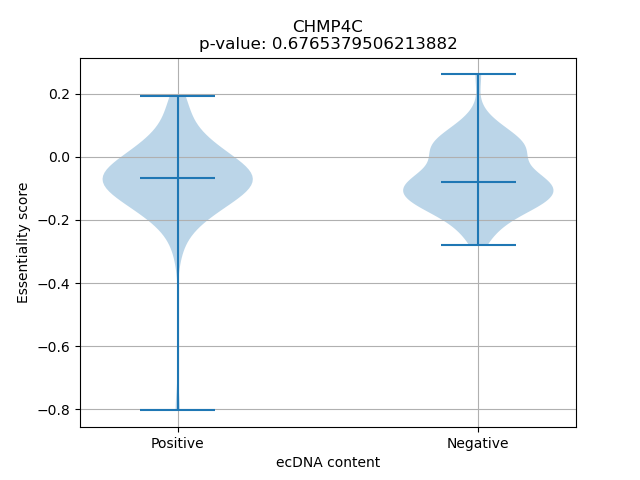 CHMP4C
p-value: 0.6765379506213882
0.2
0.0
−0.2
−0.4
−0.6
−0.8
Essentiality score
Positive
Negative
ecDNA content